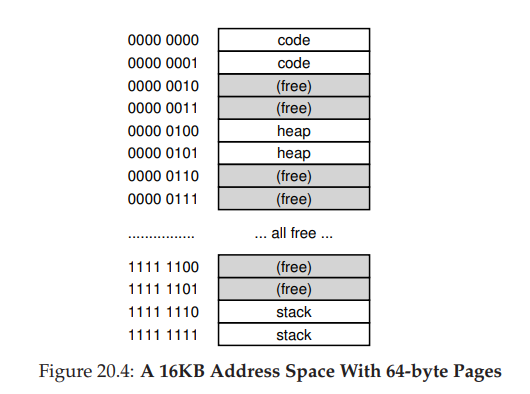 0000 0000 code
0000 0001 code
0000 0010 (free)
0000 0011 (free)
0000 0100 heap
0000 0101 heap
0000 0110 (free)
0000 0111 (free)
................ ... all free ...
1111 1100 (free)
1111 1101 (free)
1111 1110 stack
1111 1111 stack
Figure 20.4: A 16KB Address Space With 64-byte Pages